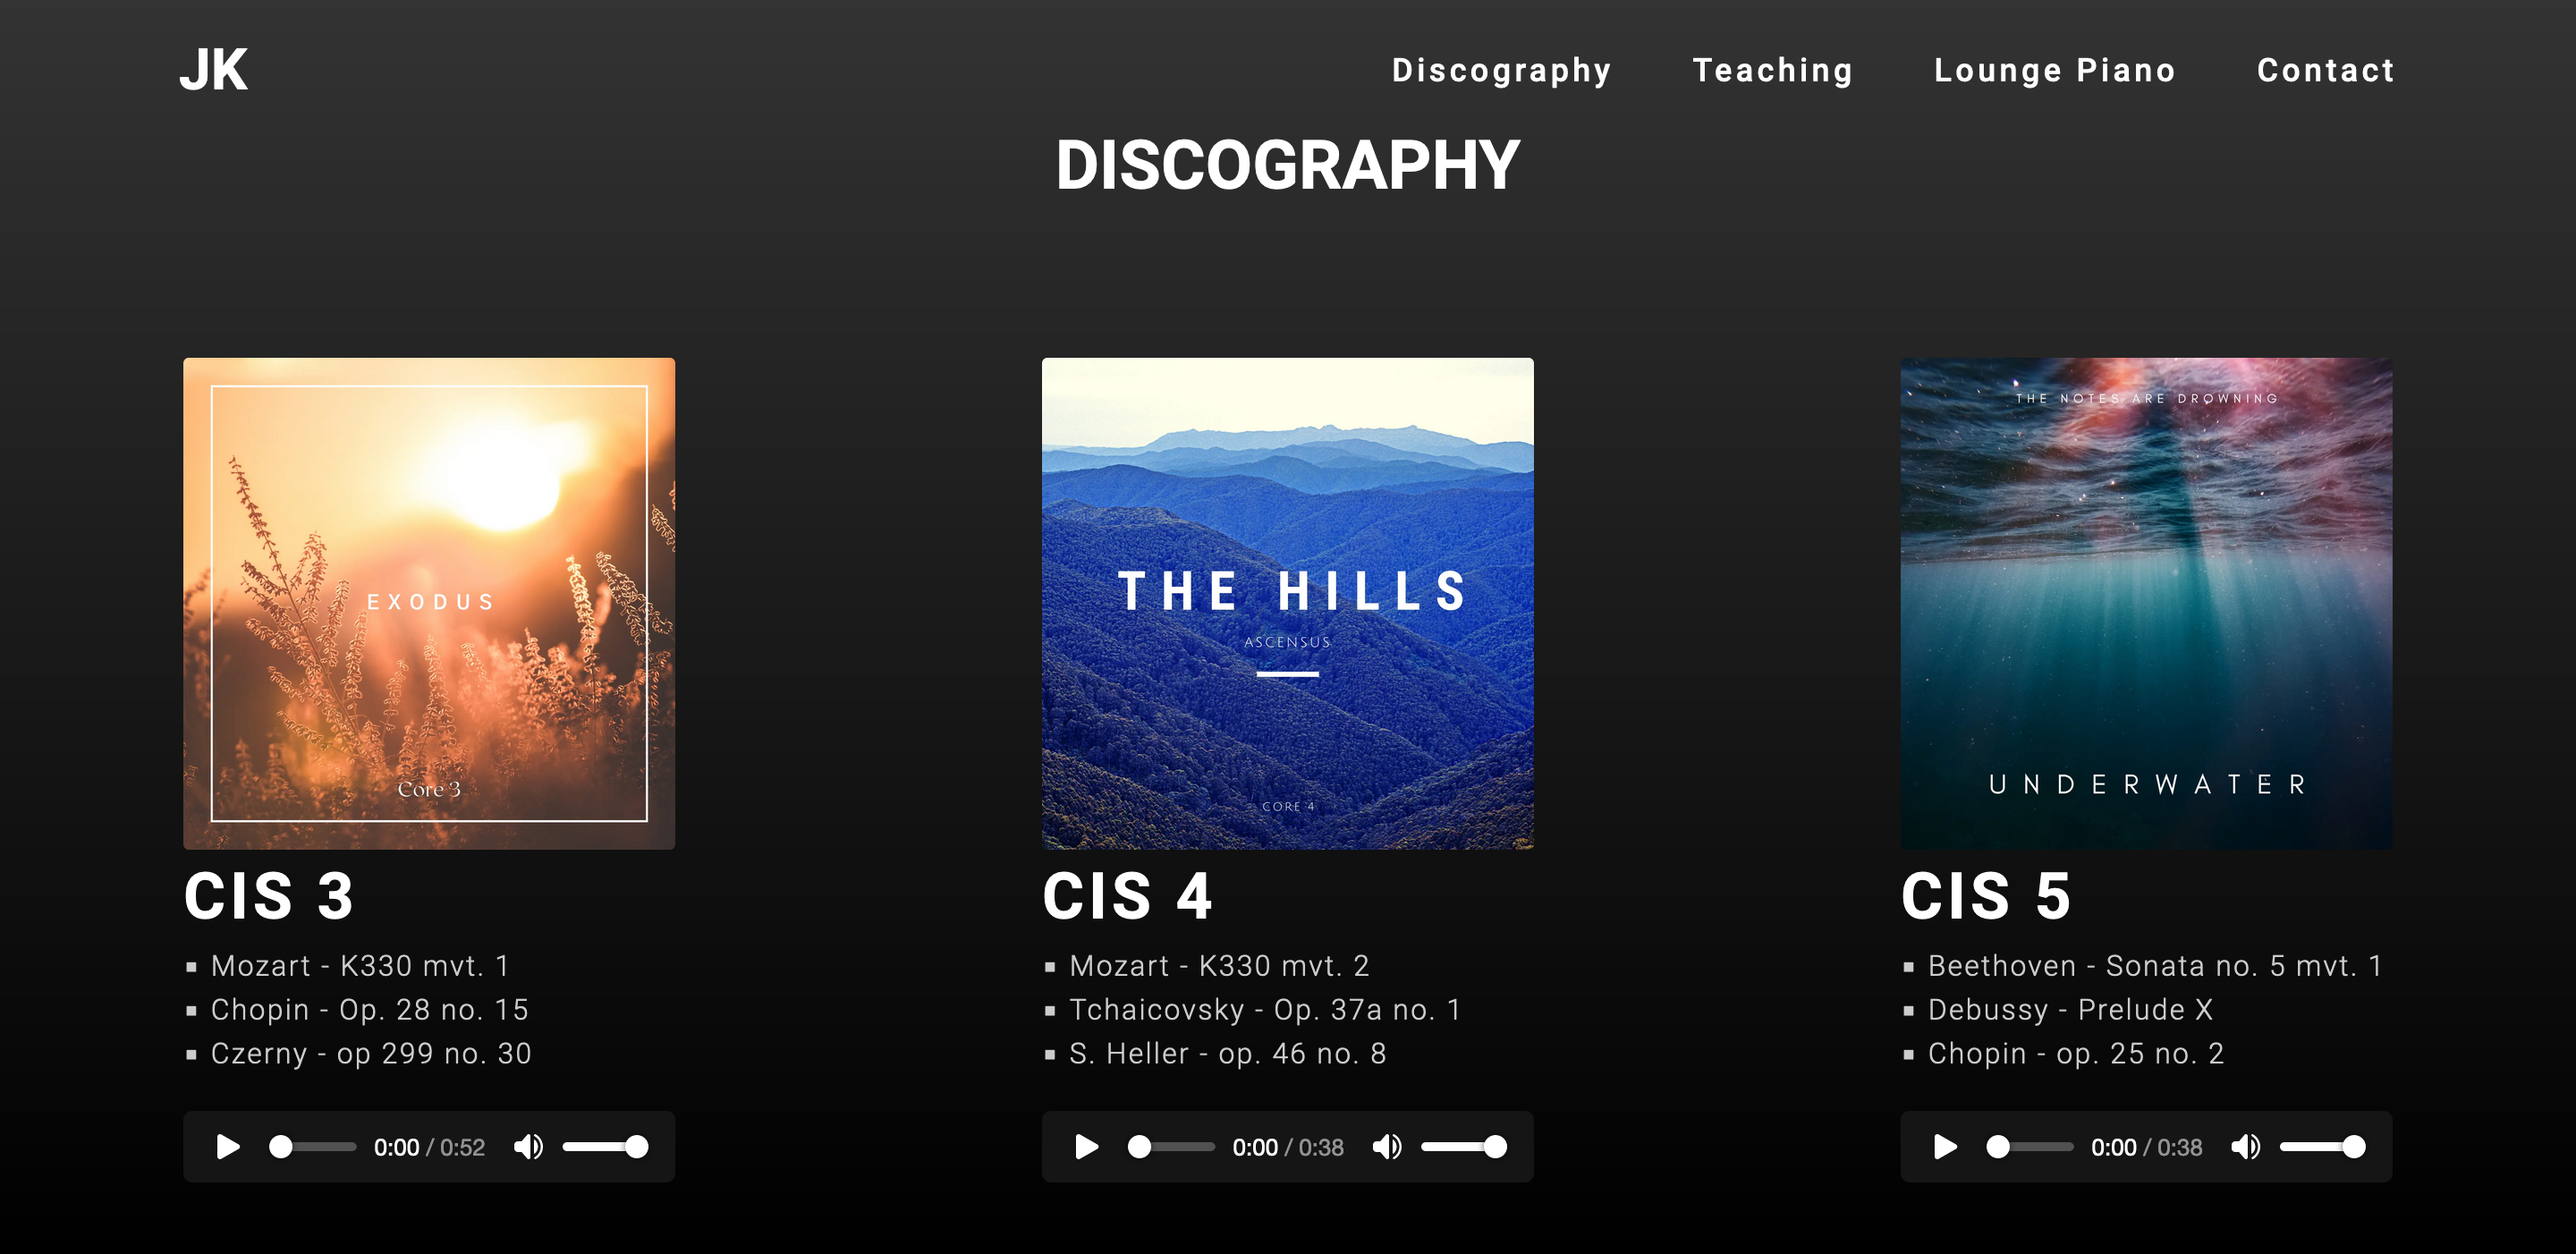 JK
Discography
Teaching
Lounge Piano
Contact
DISCOGRAPHY
EXODUS
Core 3
CIS 3
Mozart - K330 mvt. 1
Chopin - Op. 28 no. 15
Czerny - op 299 no. 30
0:00 / 0:52
THE HILLS
ASCENSUS
CORE 4
CIS 4
Mozart - K330 mvt. 2
Tchaicovsky - Op. 37a no. 1
S. Heller - op. 46 no. 8
0:00 / 0:38
THE NOTES ARE DROWNING
UNDERWATER
CIS 5
Beethoven - Sonata no. 5 mvt. 1
Debussy - Prelude X
Chopin - op. 25 no. 2
0:00 / 0:38